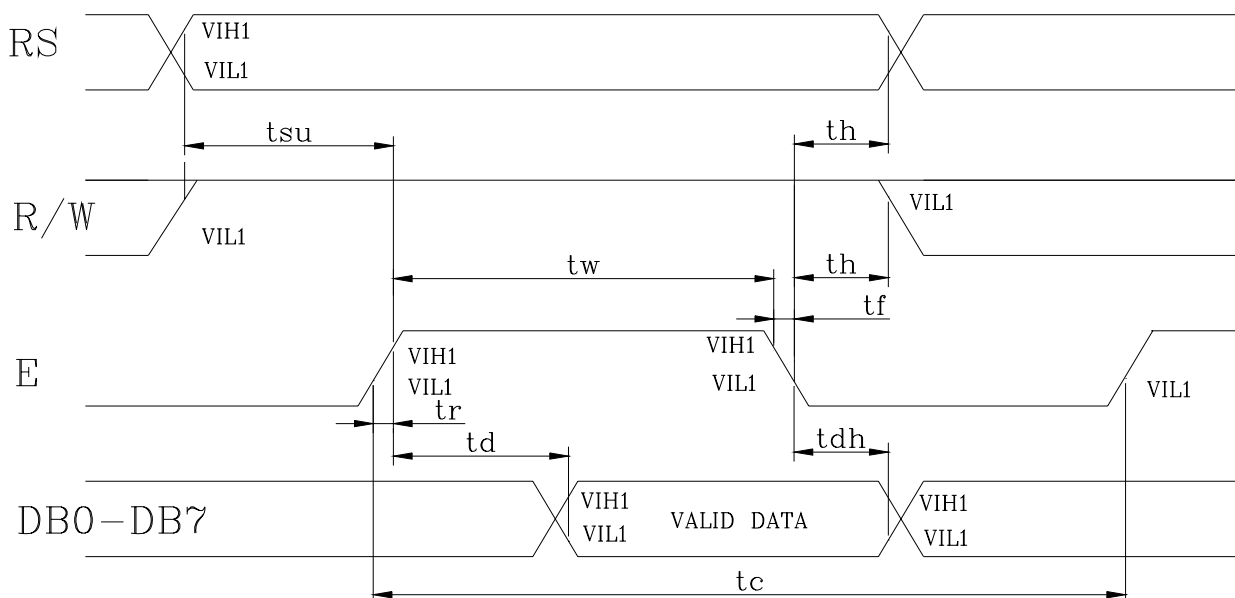 RS
VIH1
VIL1
tsu
th
R/W
VIL1
VIL1
tw
th
tf
E
VIH1
VIL1
VIH1
VIL1
VIL1
tr
td
tdh
DB0-DB7
VIH1
VIL1
VALID DATA
VIH1
VIL1
tc